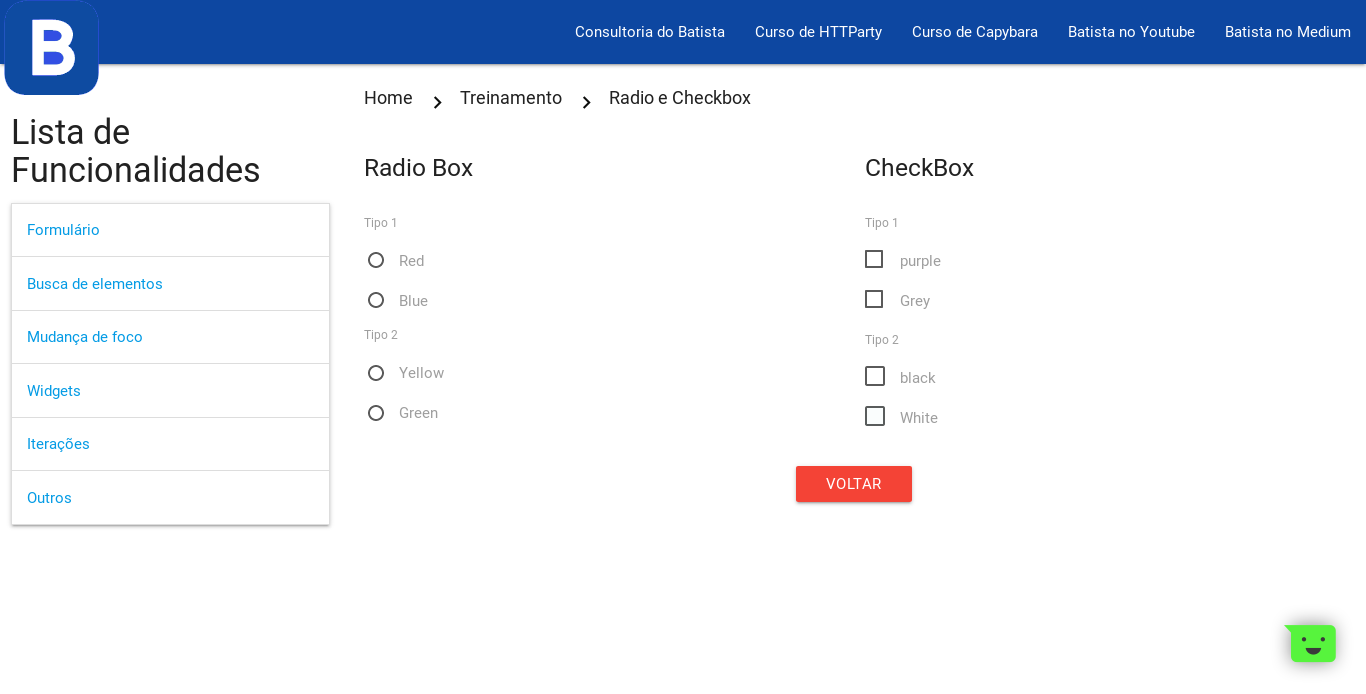 B
Consultoria do Batista
Curso de HTTParty
Curso de Capybara
Batista no Youtube
Batista no Medium
Home
Treinamento
Radio e Checkbox
Lista de
Funcionalidades
Formulário
Busca de elementos
Mudança de foco
Widgets
Iterações
Outros
Radio Box
Tipo 1
Red
Blue
Tipo 2
Yellow
Green
CheckBox
Tipo 1
purple
Grey
Tipo 2
black
White
VOLTAR